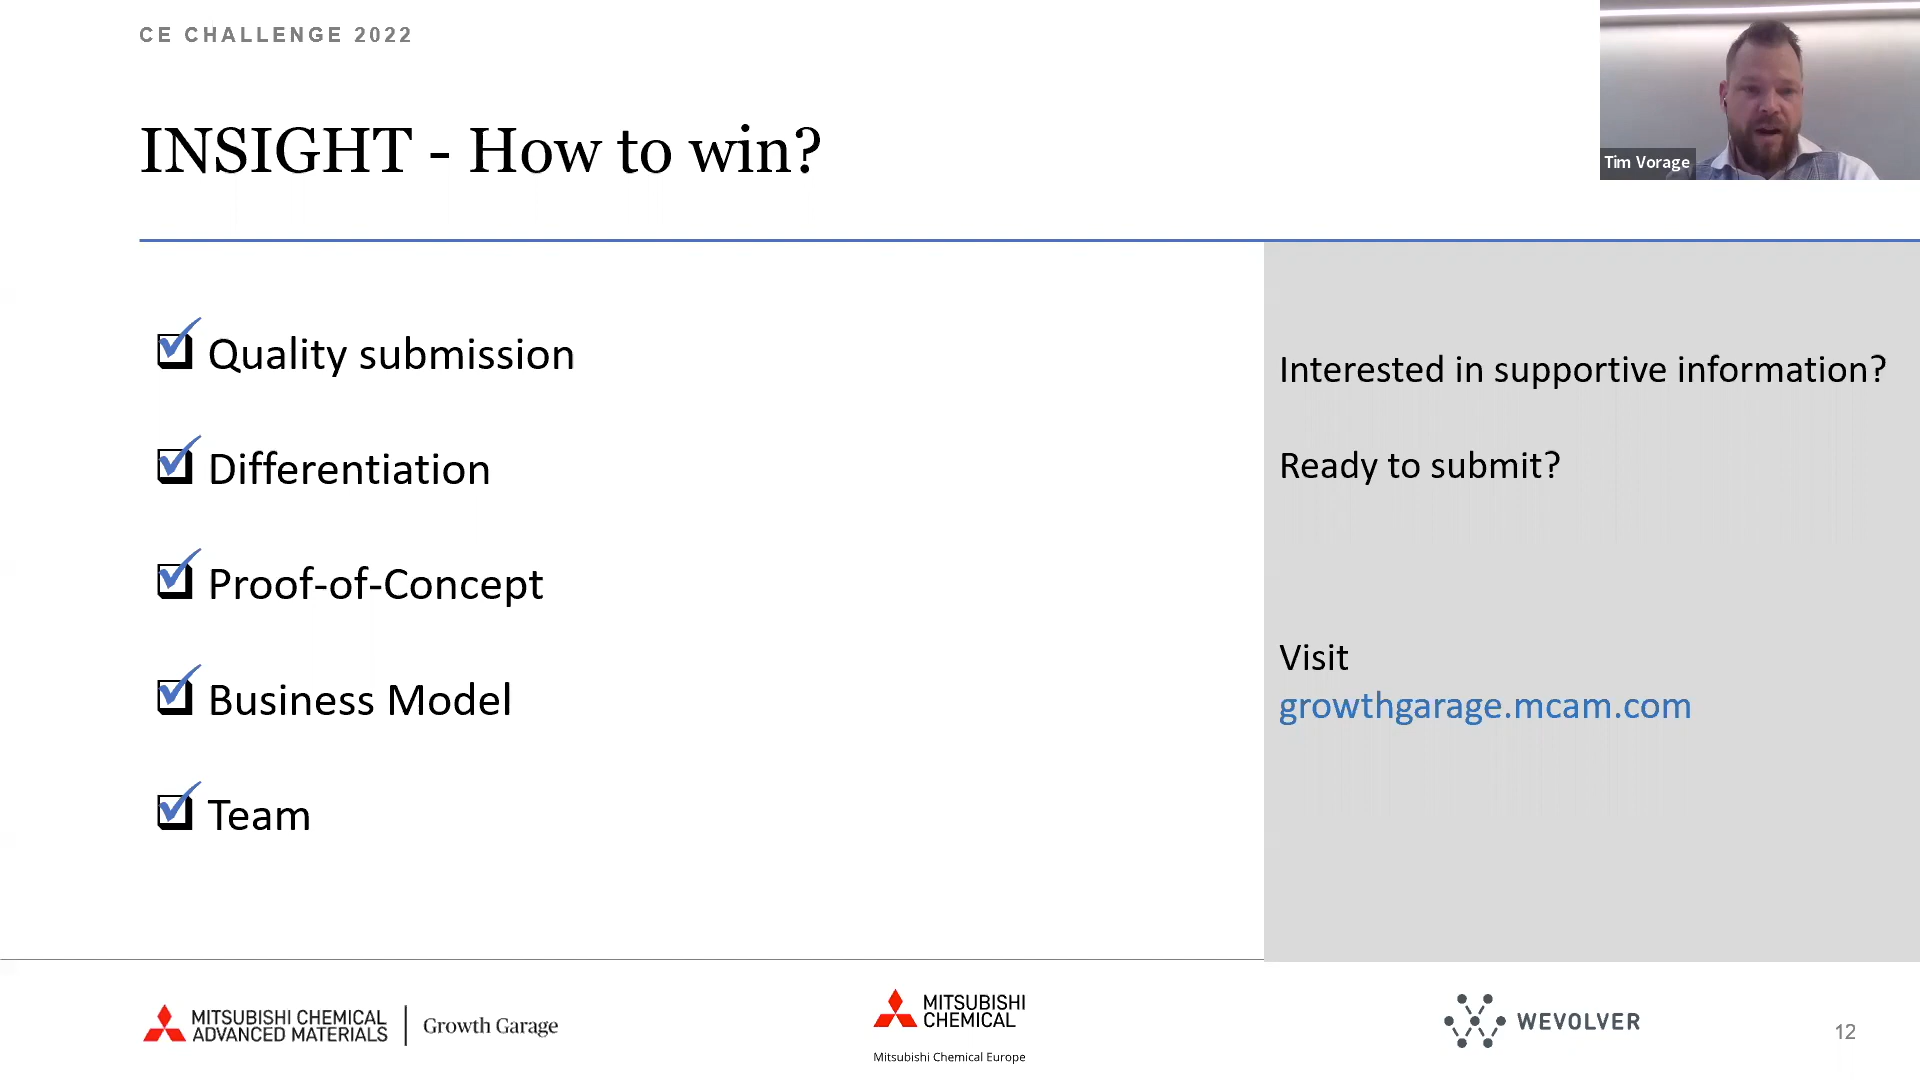 CE CHALLENGE 2022
INSIGHT - How to win?
Tim Vorage
Quality submission
Differentiation
Proof-of-Concept
Business Model
Team
Interested in supportive information?
Ready to submit?
Visit
growthgarage.mcam.com
MITSUBISHI CHEMICAL
ADVANCED MATERIALS
Growth Garage
MITSUBISHI
CHEMICAL
Mitsubishi Chemical Europe
WEVOLVER
12